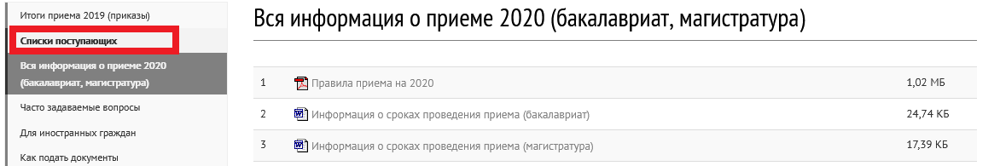 Итоги приема 2019 (приказы)
Списки поступающих
Вся информация о приеме 2020
(бакалавриат, магистратура)
Часто задаваемые вопросы
Для иностранных граждан
Как подать документы
Вся информация о приеме 2020 (бакалавриат, магистратура)
1 Правила приема на 2020 1,02 МБ
2 Информация о сроках проведения приема (бакалавриат) 24,74 КБ
3 Информация о сроках проведения приема (магистратура) 17,39 КБ